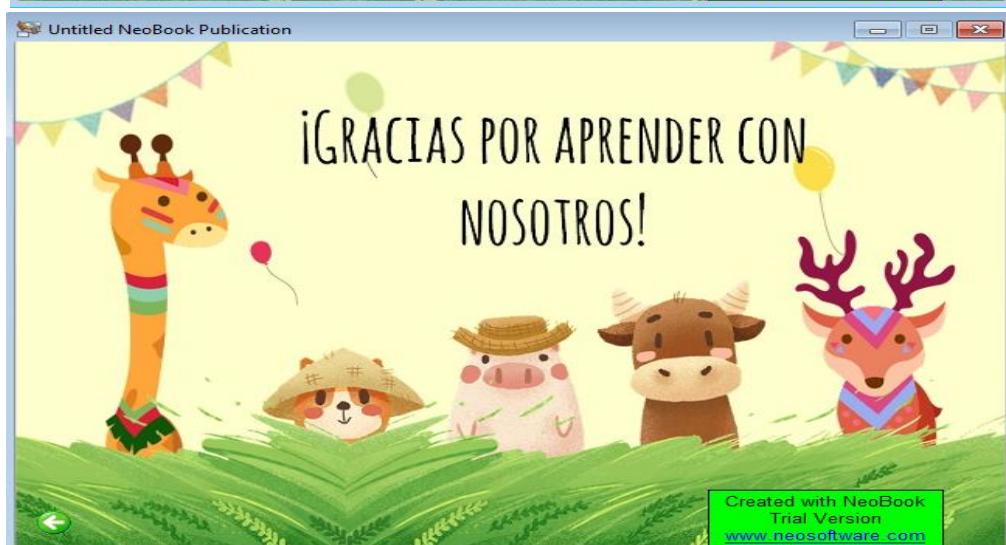 Untitled NeoBook Publication
¡GRACIAS POR APRENDER CON
NOSOTROS!
Created with NeoBook
Trial Version
www.neosoftware.com